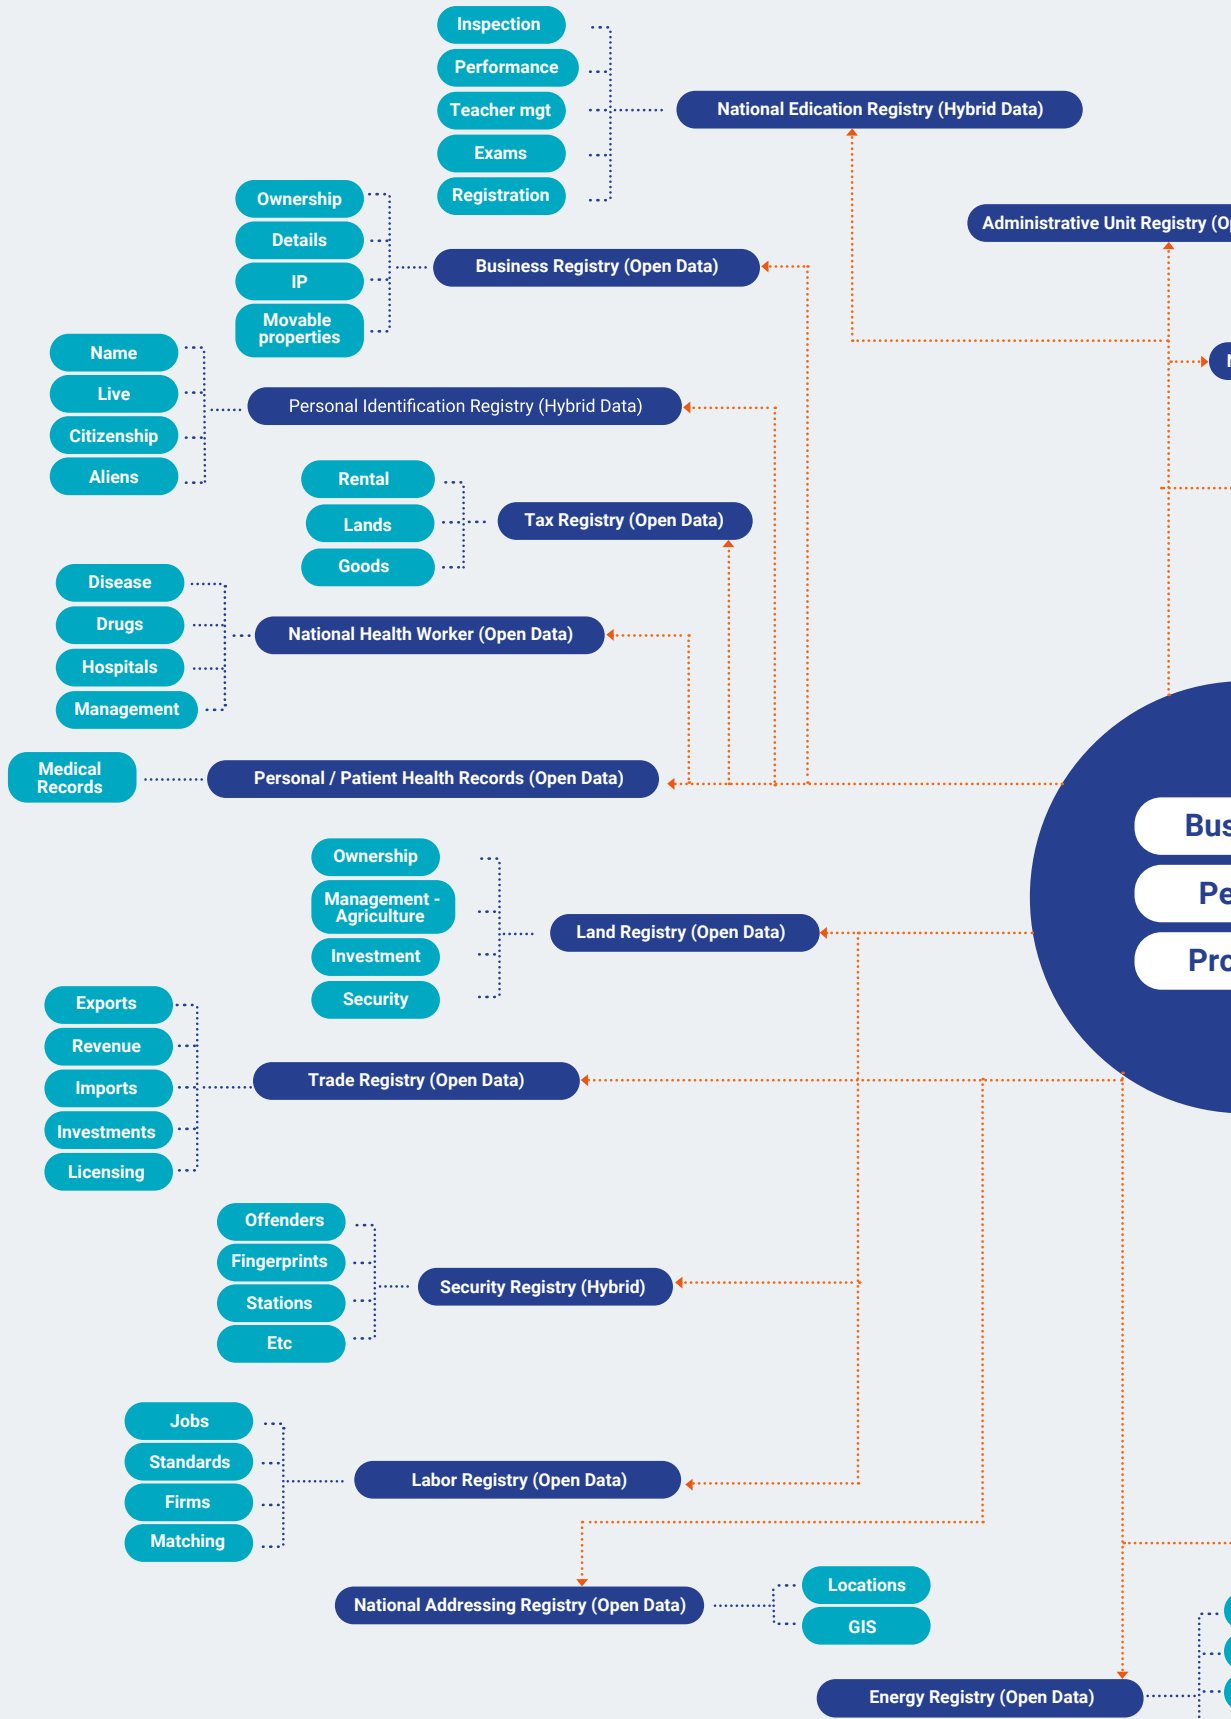 Inspection
Performance
Teacher mgt
Exams
Registration
National Edication Registry (Hybrid Data)
Administrative Unit Registry
Ownership
Details
IP
Movable
properties
Business Registry (Open Data)
Name
Live
Citizenship
Aliens
Personal Identification Registry (Hybrid Data)
Rental
Lands
Goods
Tax Registry (Open Data)
Disease
Drugs
Hospitals
Management
National Health Worker (Open Data)
Medical
Records
Personal / Patient Health Records (Open Data)
Ownership
Management -
Agriculture
Investment
Security
Land Registry (Open Data)
Exports
Revenue
Imports
Investments
Licensing
Trade Registry (Open Data)
Offenders
Fingerprints
Stations
Etc
Security Registry (Hybrid)
Jobs
Standards
Firms
Matching
Labor Registry (Open Data)
National Addressing Registry (Open Data)
Locations
GIS
Energy Registry (Open Data)